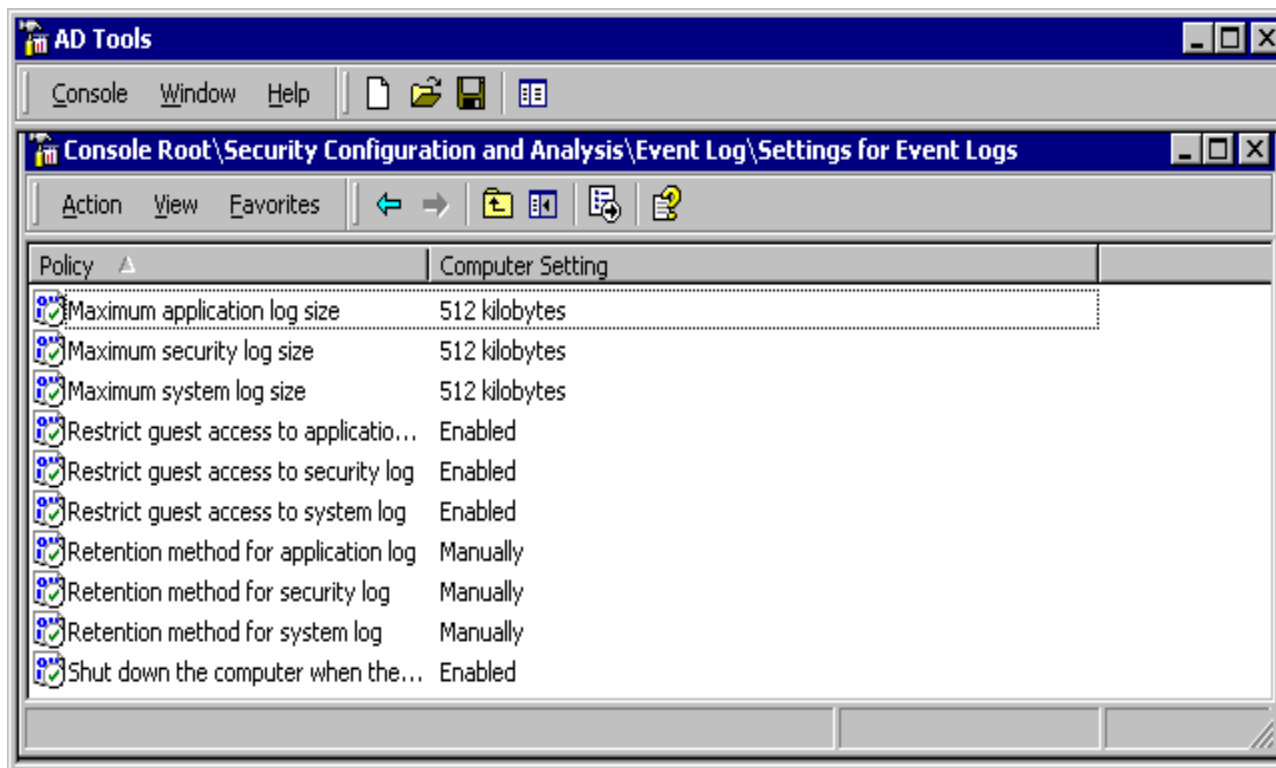 AD Tools
Console Window Help
Console Root\Security Configuration and Analysis\Event Log\Settings for Event Logs
Action View Favorites
Policy Computer Setting
Maximum application log size 512 kilobytes
Maximum security log size 512 kilobytes
Maximum system log size 512 kilobytes
Restrict guest access to applicatio... Enabled
Restrict guest access to security log Enabled
Restrict guest access to system log Enabled
Retention method for application log Manually
Retention method for security log Manually
Retention method for system log Manually
Shut down the computer when the... Enabled